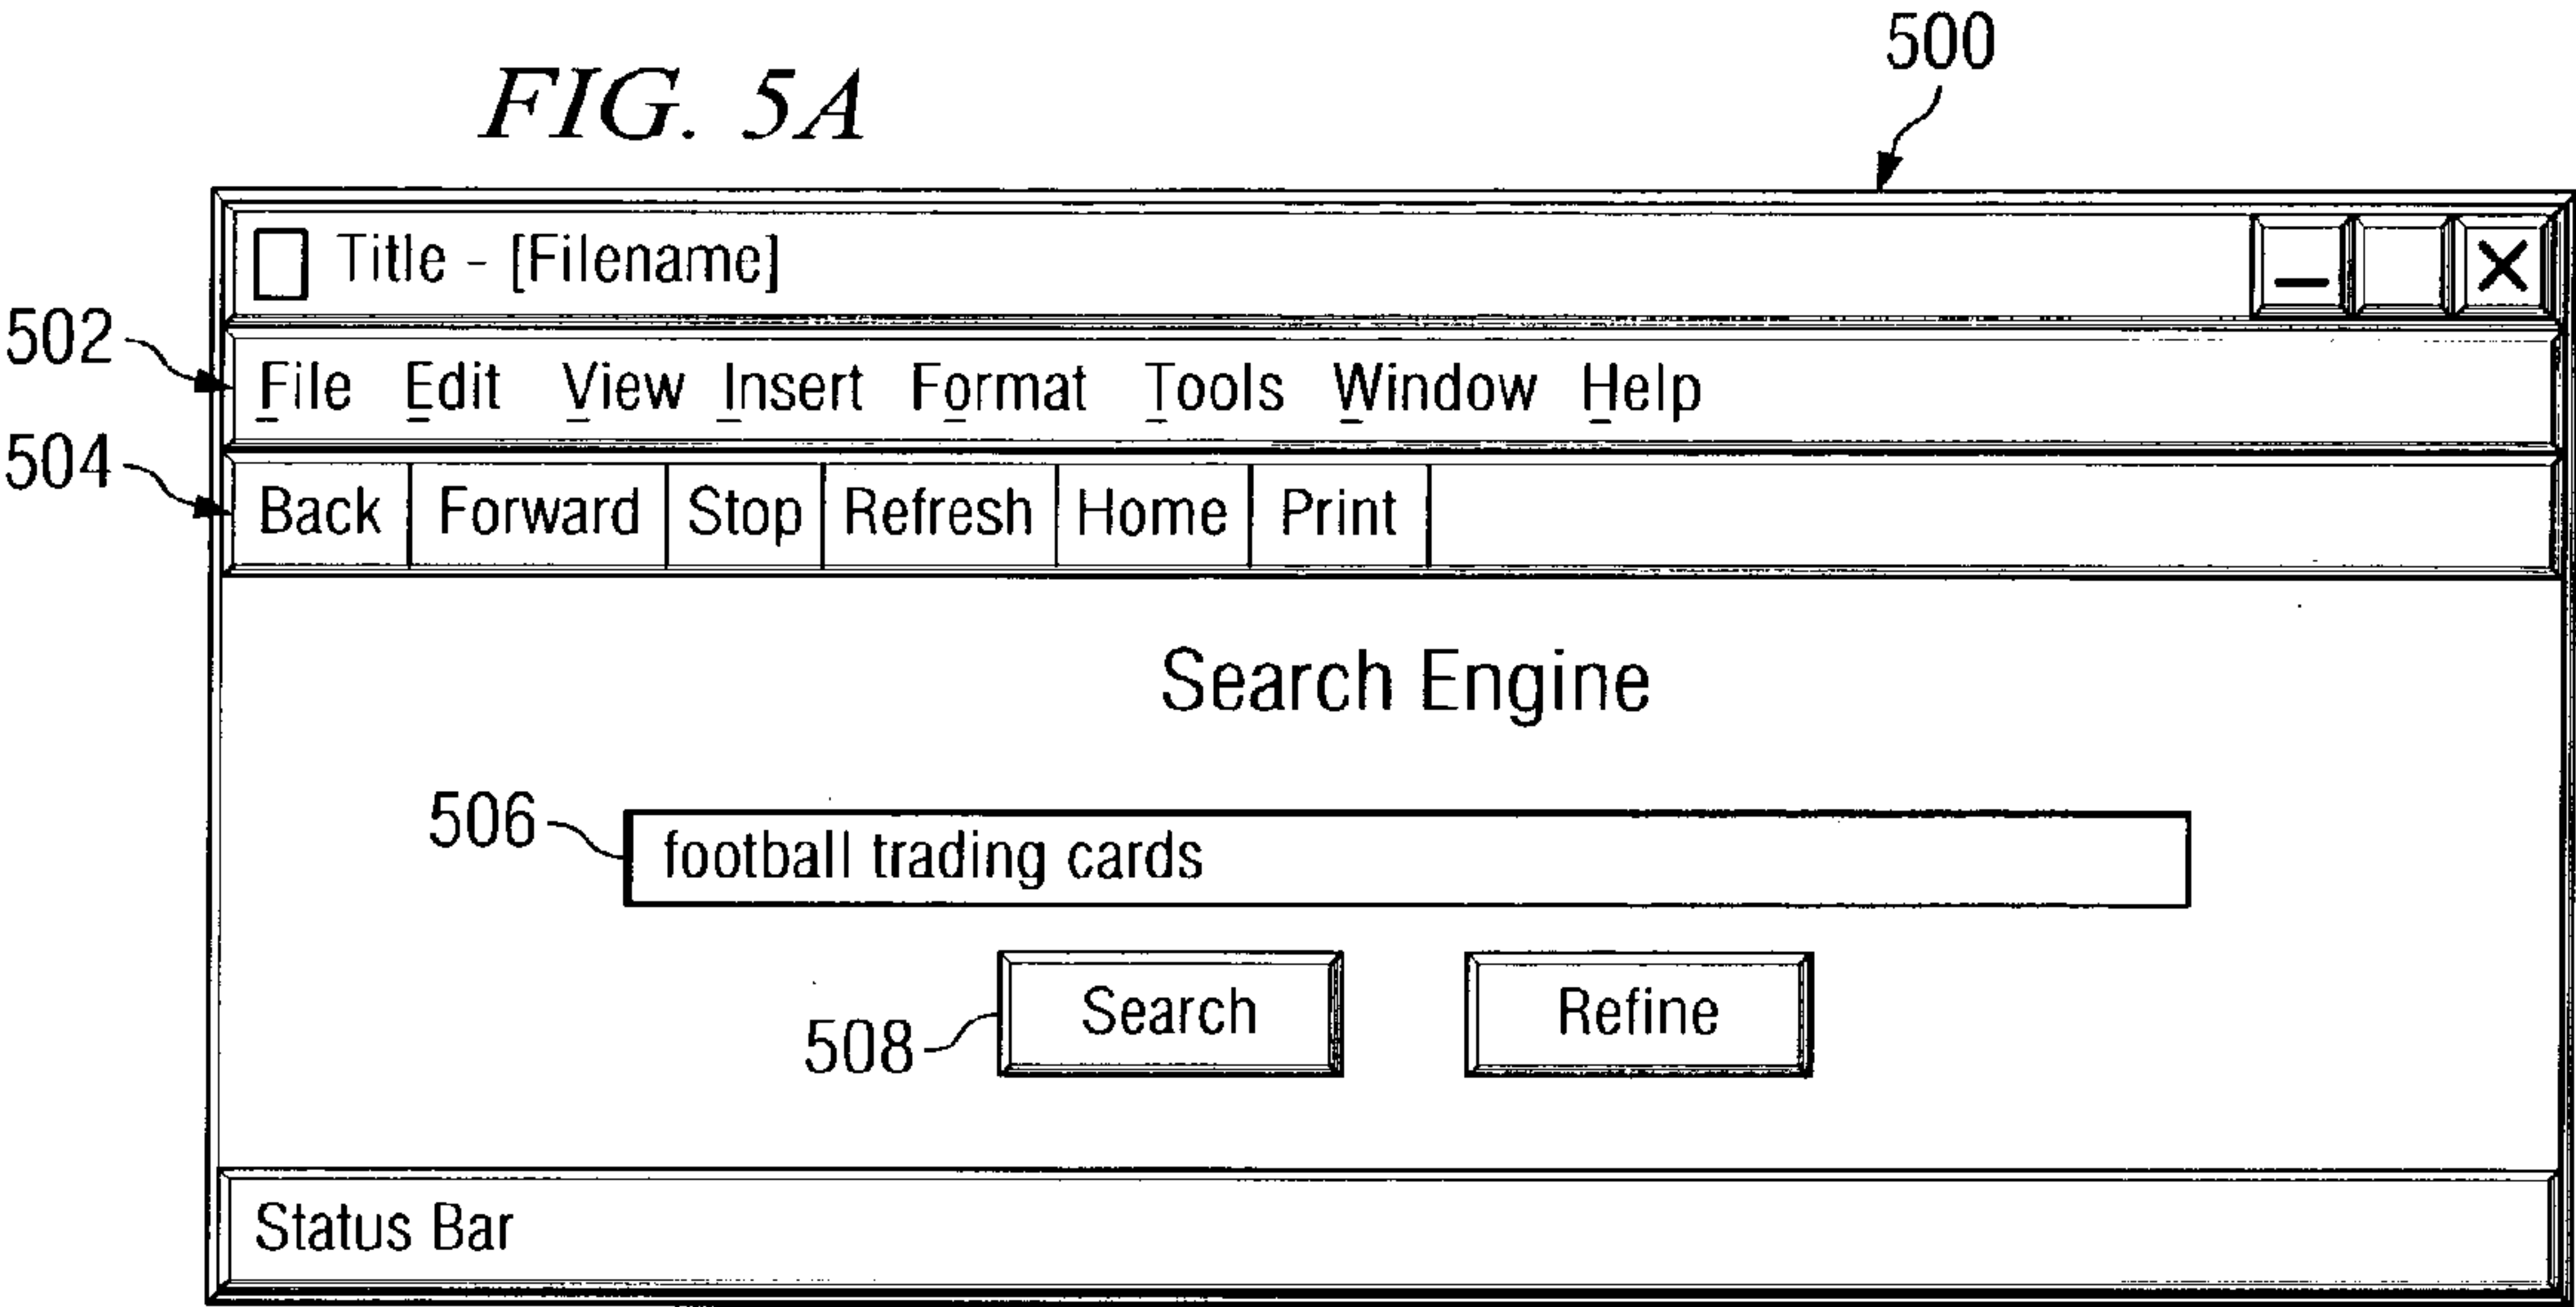 FIG. 5A
500
Title - [Filename]
502
File Edit View Insert Format Tools Window Help
504
Back Forward Stop Refresh Home Print
Search Engine
506
football trading cards
508
Search Refine
Status Bar